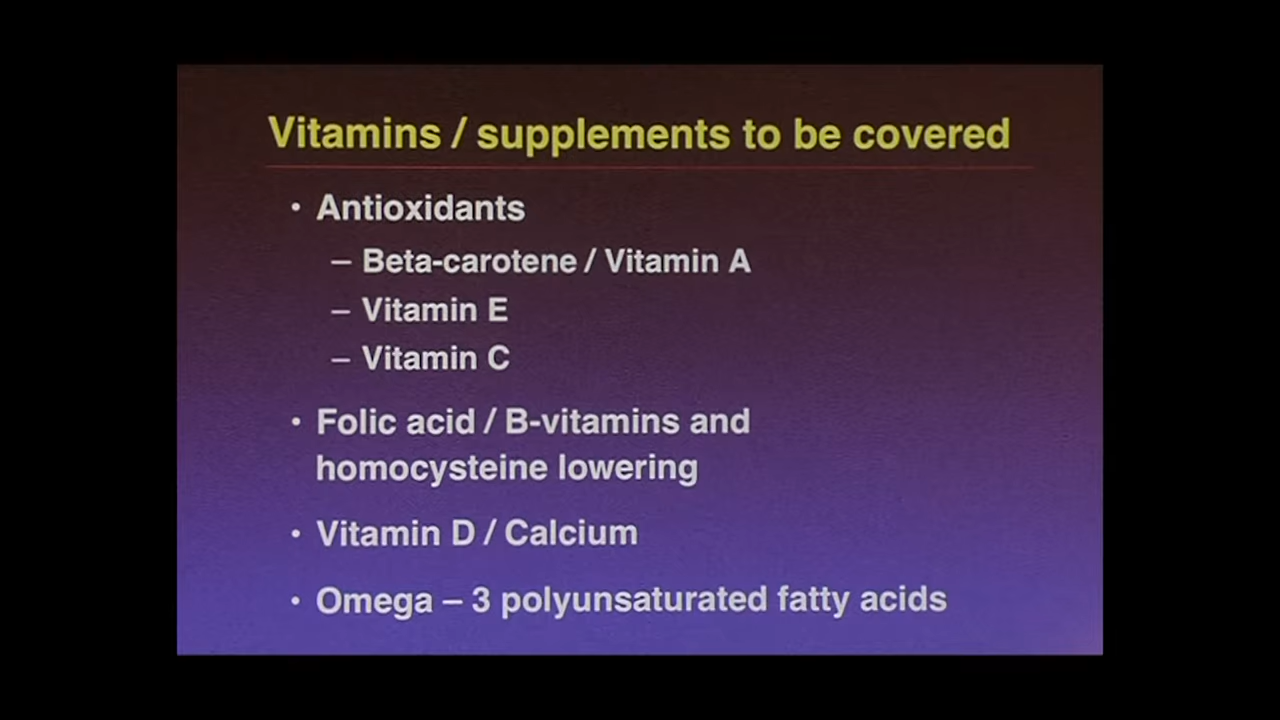 Vitamins / supplements to be covered
• Antioxidants
– Beta-carotene / Vitamin A
– Vitamin E
– Vitamin C
• Folic acid / B-vitamins and
homocysteine lowering
• Vitamin D / Calcium
• Omega – 3 polyunsaturated fatty acids